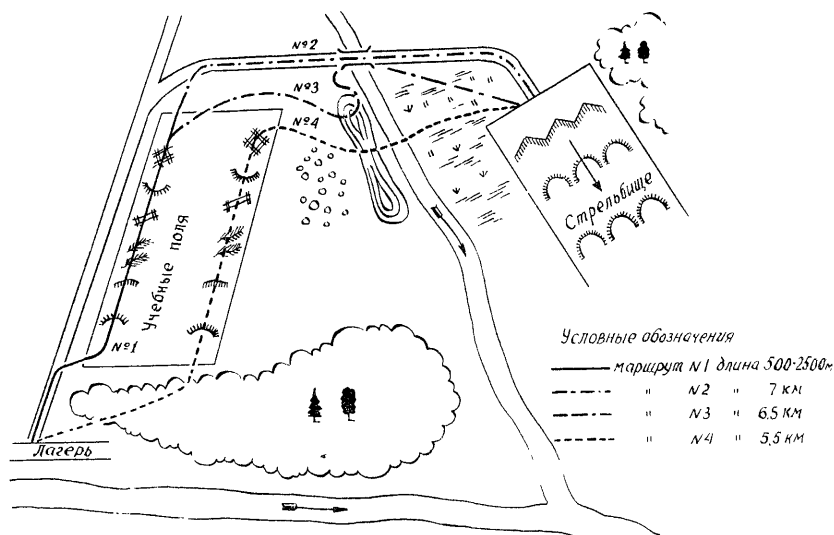 №2
№3
№4
Стрельбище
Учебные поля
№1
Лагерь
Условные обозначения
маршрут №1 длина 500-2500м
" №2 " 7 км
" №3 " 6,5 км
" №4 " 5,5 км